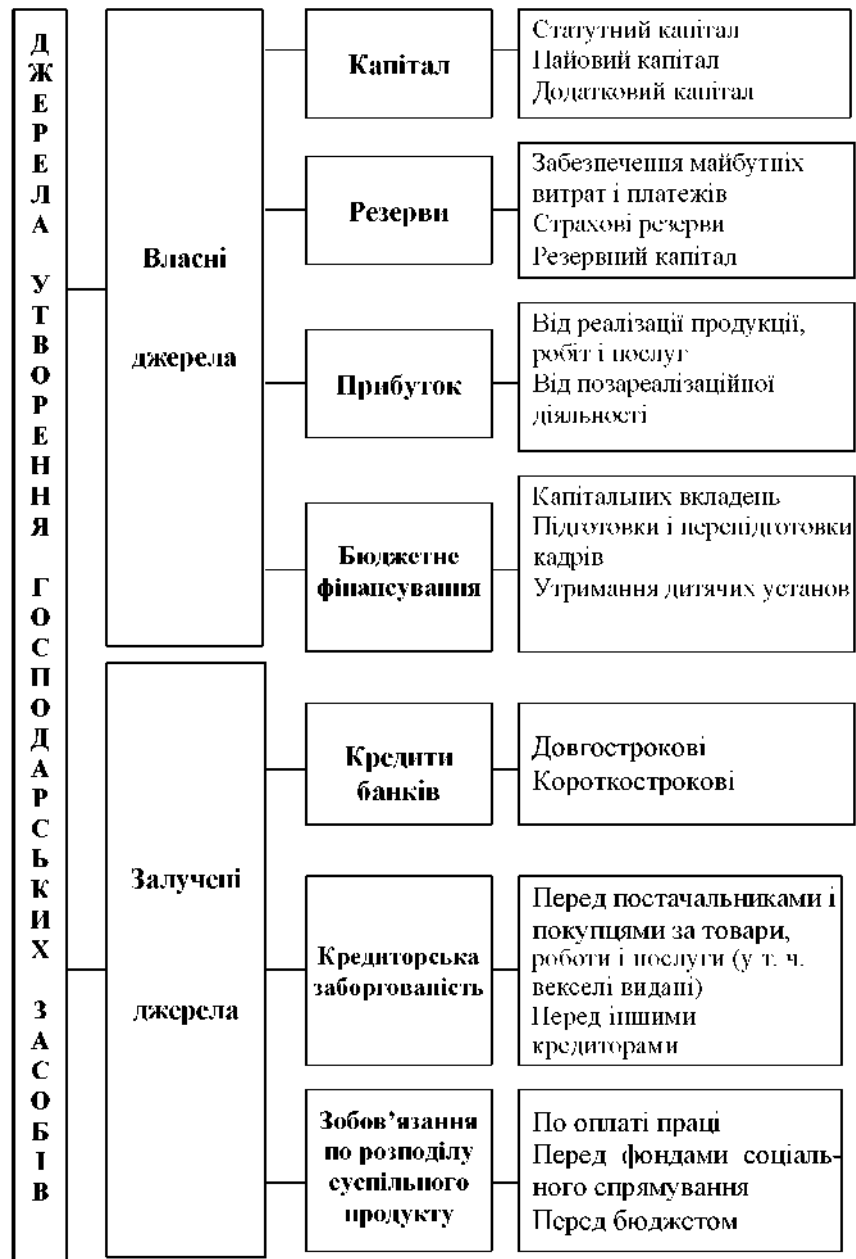 ДЖЕРЕЛА УТВОРЕННЯ ГОСПОДАРСЬКИХ ЗАСОБІВ
Власні
джерела
Капітал
Статутний капітал
Пайовий капітал
Додатковий капітал
Резерви
Забезпечення майбутніх
витрат і платежів
Страхові резерви
Резервний капітал
Прибуток
Від реалізації продукції,
робіт і послуг
Від позареалізаційної
діяльності
Бюджетне
фінансування
Капітальних вкладень
Підготовки і перепідготовки
кадрів
Утримання дитячих установ
Залучені
джерела
Кредити
банків
Довгострокові
Короткострокові
Кредиторська
заборгованість
Перед постачальниками і
покупцями за товари,
роботи і послуги (у т. ч.
векселі видані)
Перед іншими
кредиторами
Зобов’язання
по розподілу
суспільного
продукту
По оплаті праці
Перед фондами соціаль-
ного спрямування
Перед бюджетом